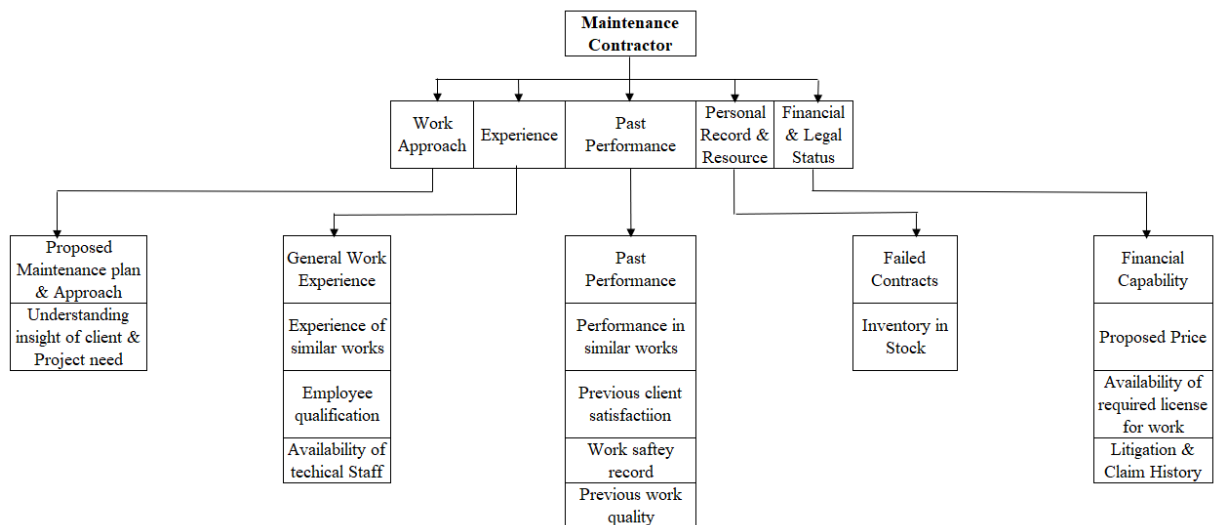 Maintenance
Contractor
Work
Approach
Experience
Past
Performance
Personal
Record &
Resource
Financial
& Legal
Status
Proposed
Maintenance plan
& Approach
Understanding
insight of client &
Project need
General Work
Experience
Experience of
similar works
Employee
qualification
Availability of
techical Staff
Past
Performance
Performance in
similar works
Previous client
satisfactiion
Work saftey
record
Previous work
quality
Failed
Contracts
Inventory in
Stock
Financial
Capability
Proposed Price
Availability of
required license
for work
Litigation &
Claim History